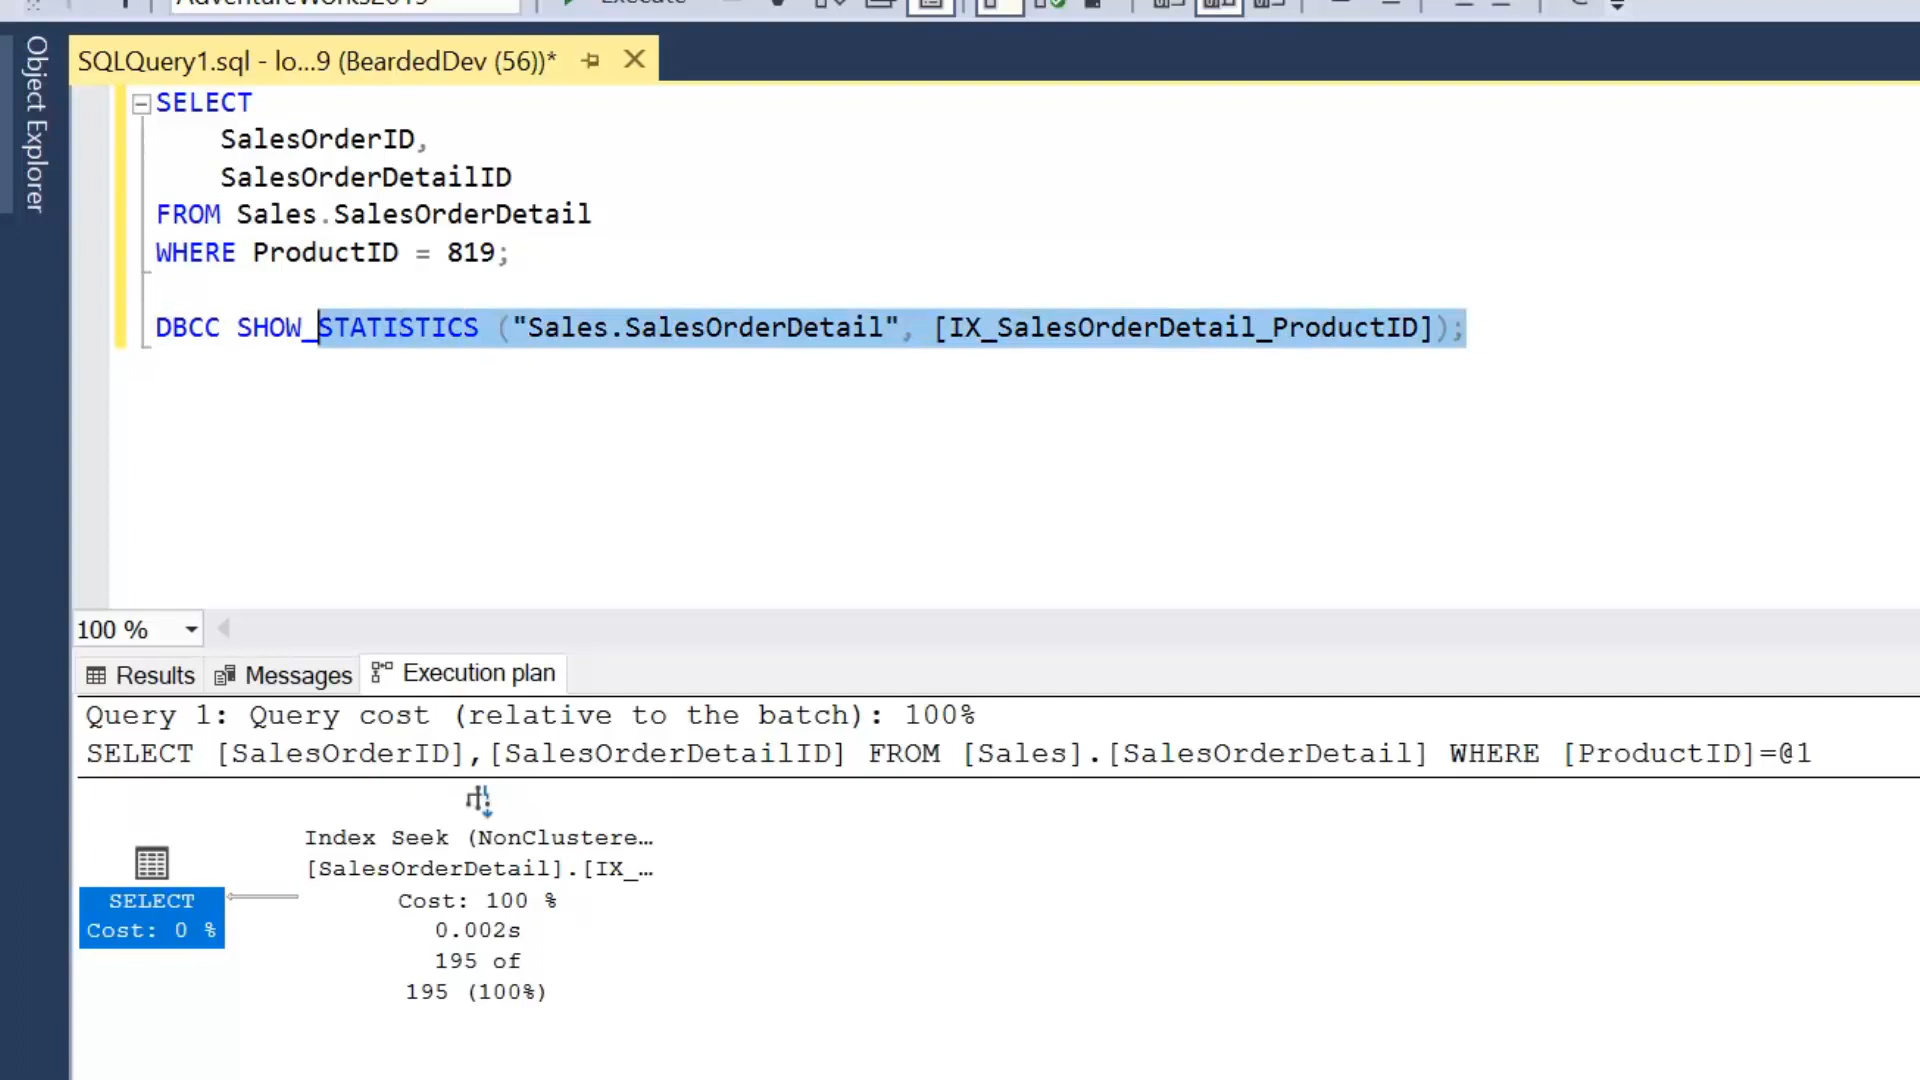 SQLQuery1.sql - lo...9 (BeardedDev (56))*
Object Explorer
SELECT
SalesOrderID,
SalesOrderDetailID
FROM Sales.SalesOrderDetail
WHERE ProductID = 819;
DBCC SHOW_STATISTICS ("Sales.SalesOrderDetail", [IX_SalesOrderDetail_ProductID]);
100 %
Results Messages Execution plan
Query 1: Query cost (relative to the batch): 100%
SELECT [SalesOrderID],[SalesOrderDetailID] FROM [Sales].[SalesOrderDetail] WHERE [ProductID]=@1
Index Seek (NonClustere…
[SalesOrderDetail].[IX_…
Cost: 100 %
0.002s
195 of
195 (100%)
SELECT
Cost: 0 %